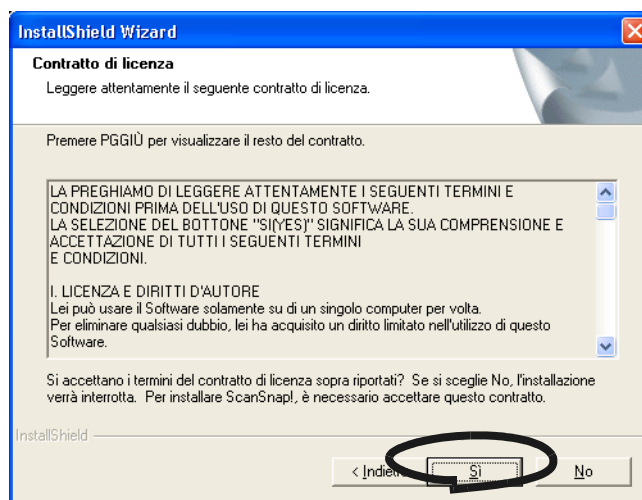 InstallShield Wizard
Contratto di licenza
Leggere attentamente il seguente contratto di licenza.
Premere PGGIÙ per visualizzare il resto del contratto.
LA PREGHIAMO DI LEGGERE ATTENTAMENTE I SEGUENTI TERMINI E
CONDIZIONI PRIMA DELL'USO DI QUESTO SOFTWARE.
LA SELEZIONE DEL BOTTONE "SI(YES)" SIGNIFICA LA SUA COMPRENSIONE E
ACCETTAZIONE DI TUTTI I SEGUENTI TERMINI
E CONDIZIONI.
I. LICENZA E DIRITTI D'AUTORE
Lei può usare il Software solamente su di un singolo computer per volta.
Per eliminare qualsiasi dubbio, lei ha acquisito un diritto limitato nell'utilizzo di questo
Software.
Si accettano i termini del contratto di licenza sopra riportati? Se si sceglie No, l'installazione
verrà interrotta. Per installare ScanSnap!, è necessario accettare questo contratto.
InstallShield
< Indietro Sì No